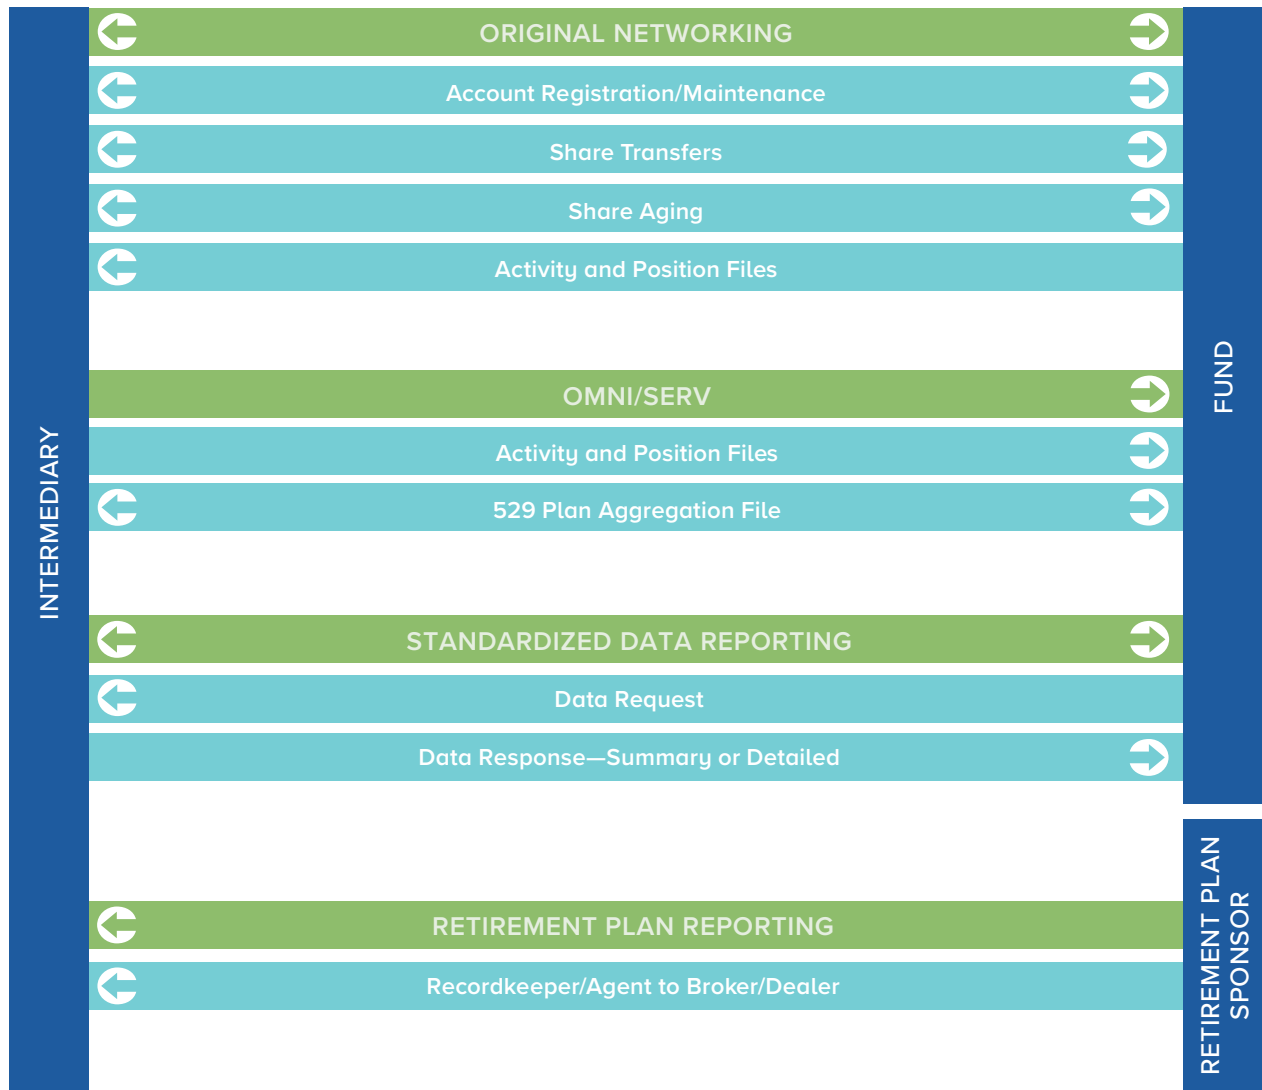 INTERMEDIARY
ORIGINAL NETWORKING
Account Registration/Maintenance
Share Transfers
Share Aging
Activity and Position Files
OMNI/SERV
Activity and Position Files
529 Plan Aggregation File
STANDARDIZED DATA REPORTING
Data Request
Data Response—Summary or Detailed
RETIREMENT PLAN REPORTING
Recordkeeper/Agent to Broker/Dealer
FUND
RETIREMENT PLAN
SPONSOR